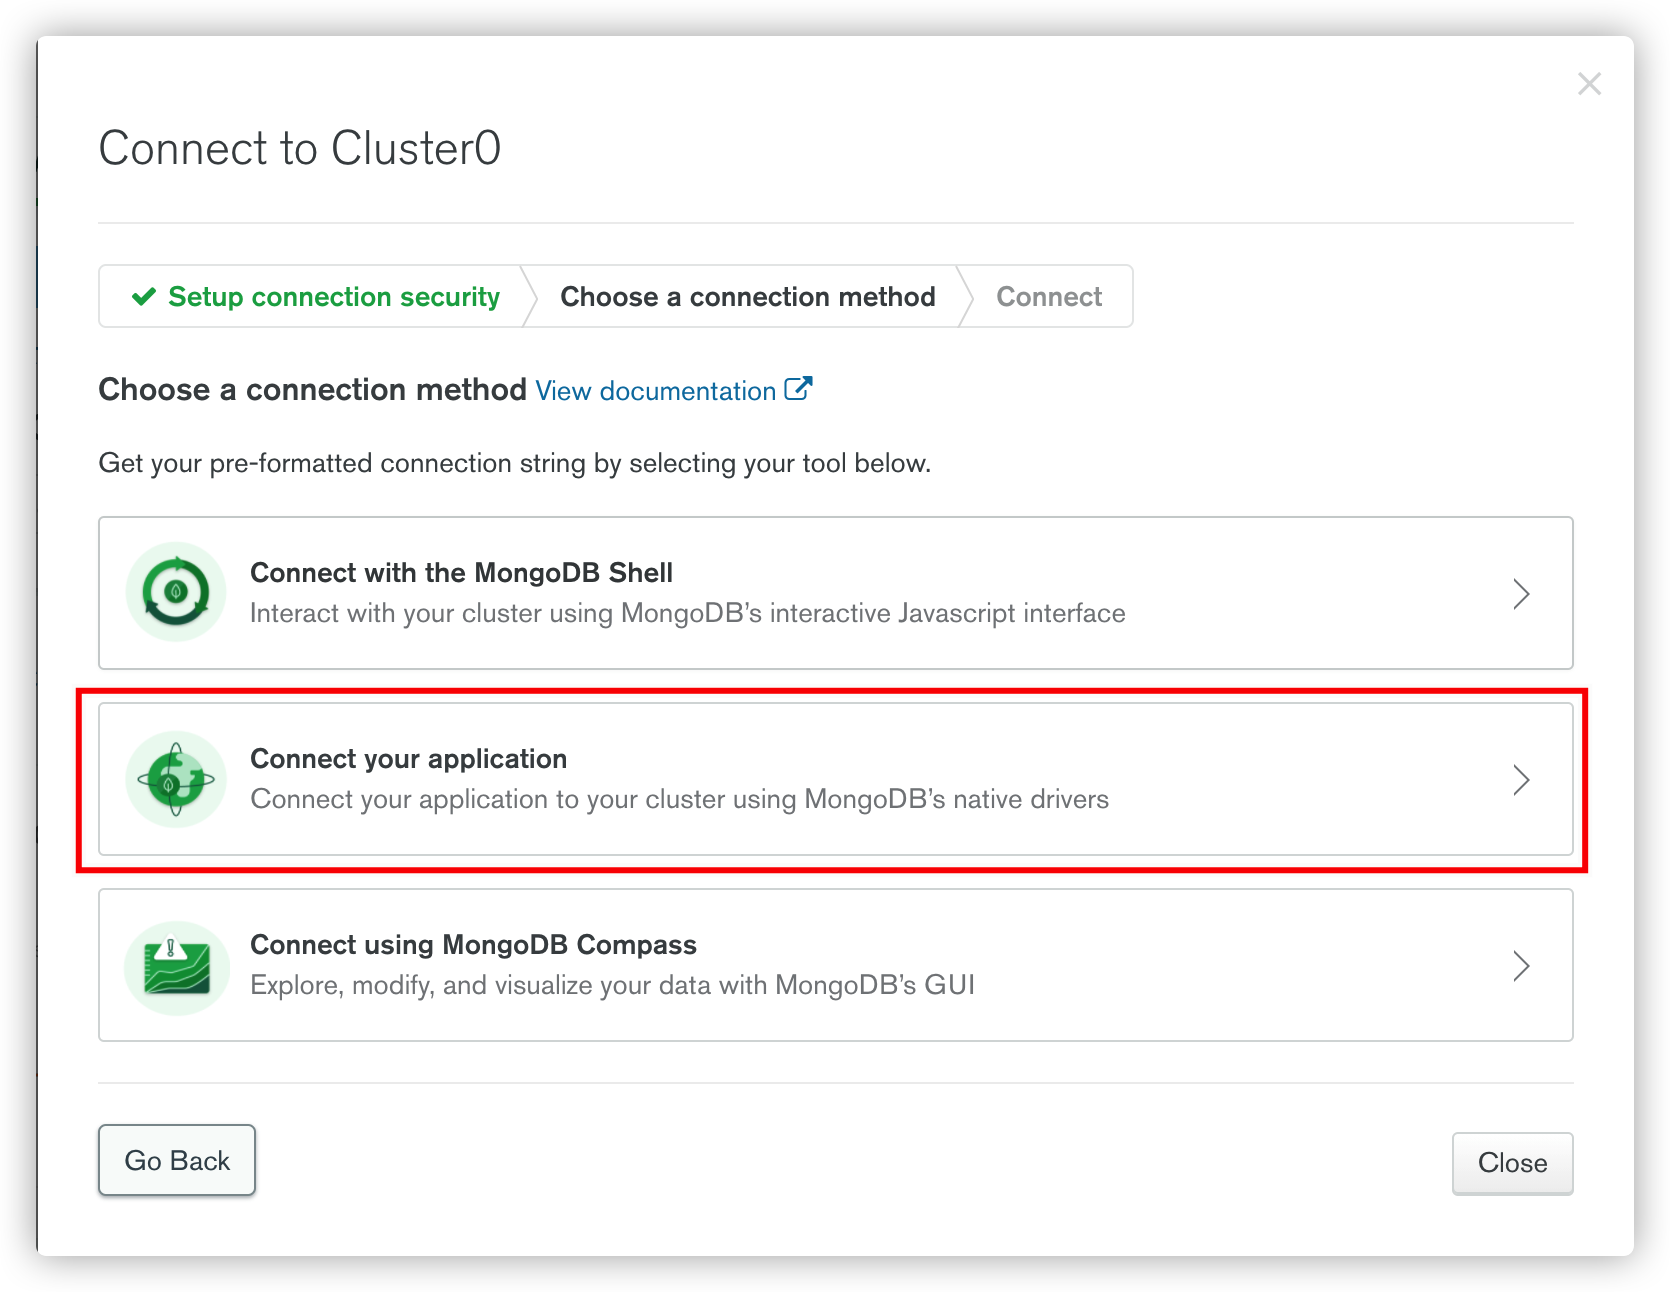 Connect to Cluster0
Setup connection security
Choose a connection method
Connect
Choose a connection method View documentation
Get your pre-formatted connection string by selecting your tool below.
Connect with the MongoDB Shell
Interact with your cluster using MongoDB’s interactive Javascript interface
Connect your application
Connect your application to your cluster using MongoDB’s native drivers
Connect using MongoDB Compass
Explore, modify, and visualize your data with MongoDB’s GUI
Go Back
Close